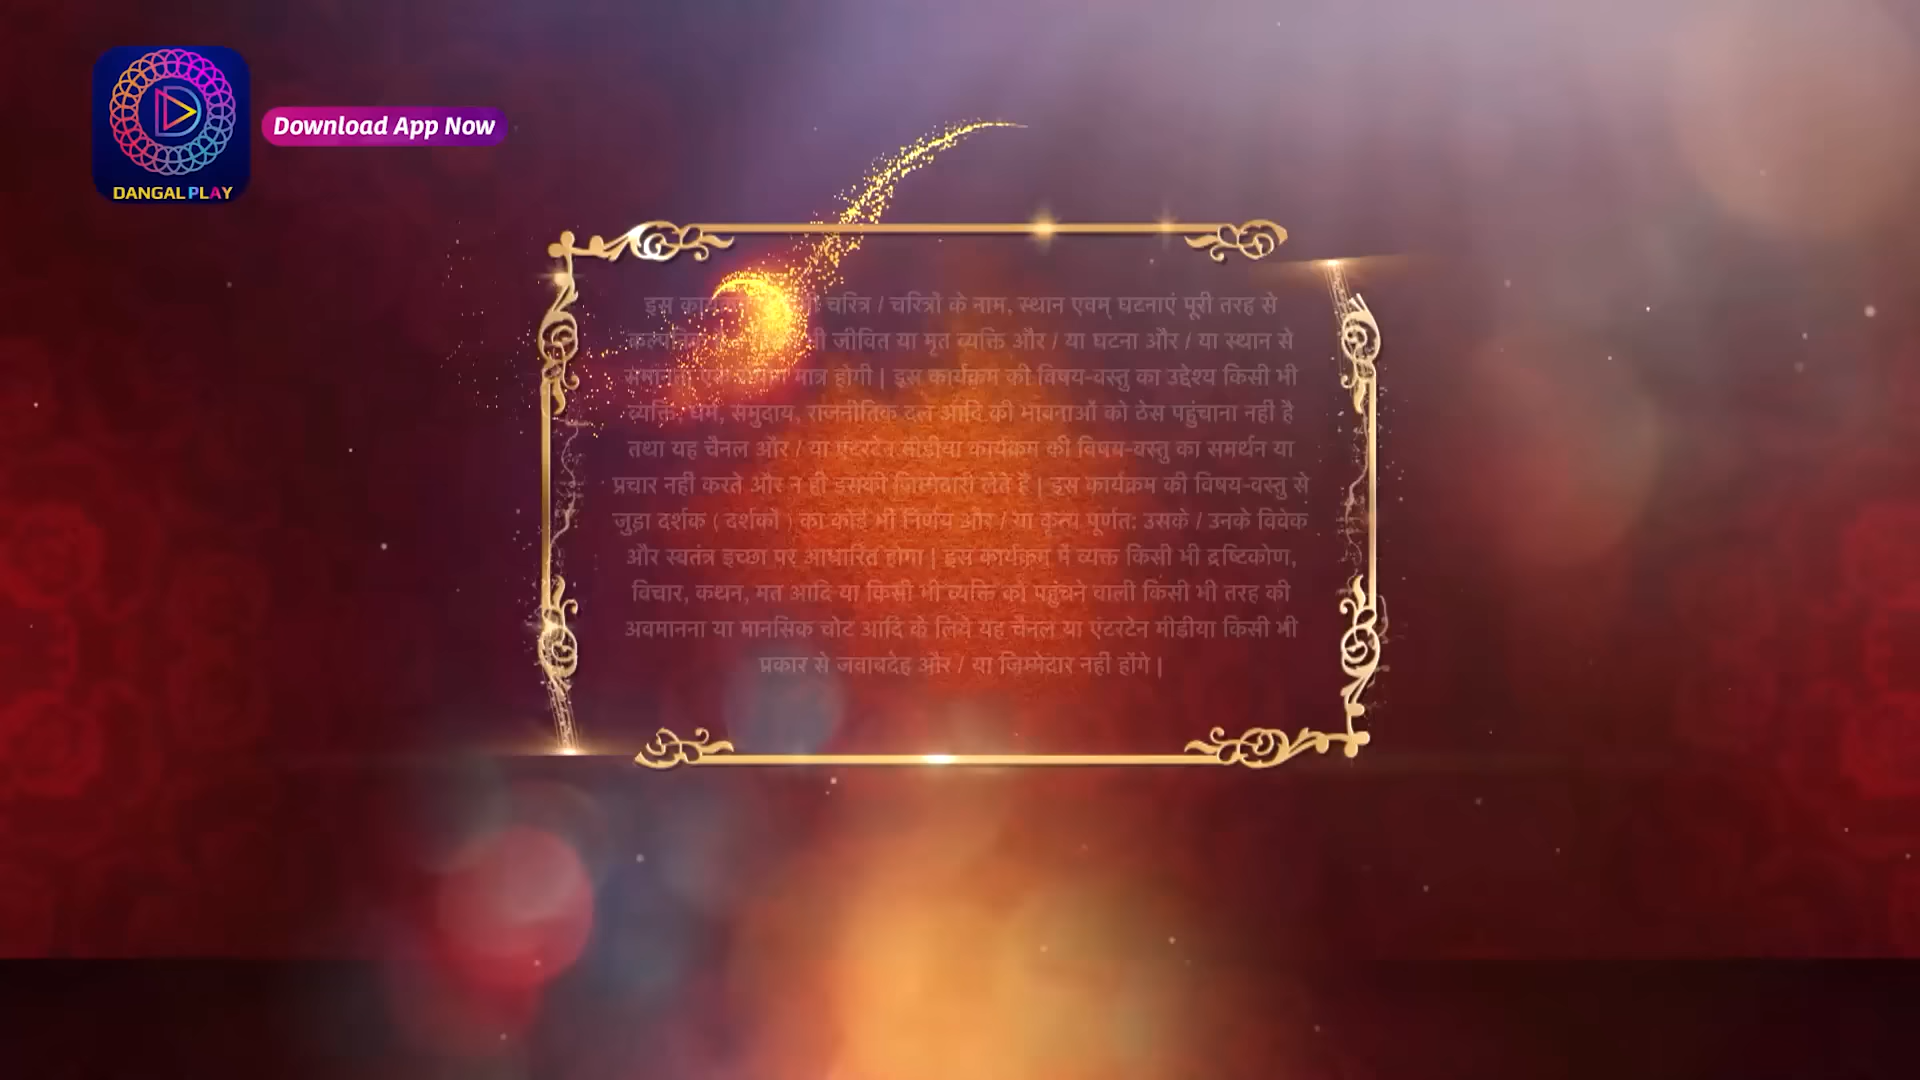 DANGAL PLAY
Download App Now
चरित्र / चरित्रों के नाम, स्थान एवम् घटनाएं पूरी तरह से
जीवित या मृत व्यक्ति और / या घटना और / या स्थान से
मात्र होगी | इस कार्यक्रम की विषय-वस्तु का उद्देश्य किसी भी
व्यक्ति, धर्म, समुदाय, राजनीतिक दल आदि की भावनाओं को ठेस पहुंचाना नहीं है
तथा यह चैनल और / या एंटरटेन मीडीया कार्यक्रम की विषय-वस्तु का समर्थन या
प्रचार नहीं करते और न ही इसकी जिम्मेदारी लेते हैं | इस कार्यक्रम की विषय-वस्तु से
जुड़ा दर्शक ( दर्शकों ) का कोई भी निर्णय और / या कृत्य पूर्णत: उसके / उनके विवेक
और स्वतंत्र इच्छा पर आधारित होगा | इस कार्यक्रम में व्यक्त किसी भी द्रष्टिकोण,
विचार, कथन, मत आदि या किसी भी व्यक्ति को पहुंचने वाली किसी भी तरह की
अवमानना या मानसिक चोट आदि के लिये यह चैनल या एंटरटेन मीडीया किसी भी
प्रकार से जवाबदेह और / या ज़िम्मेदार नहीं होंगे |